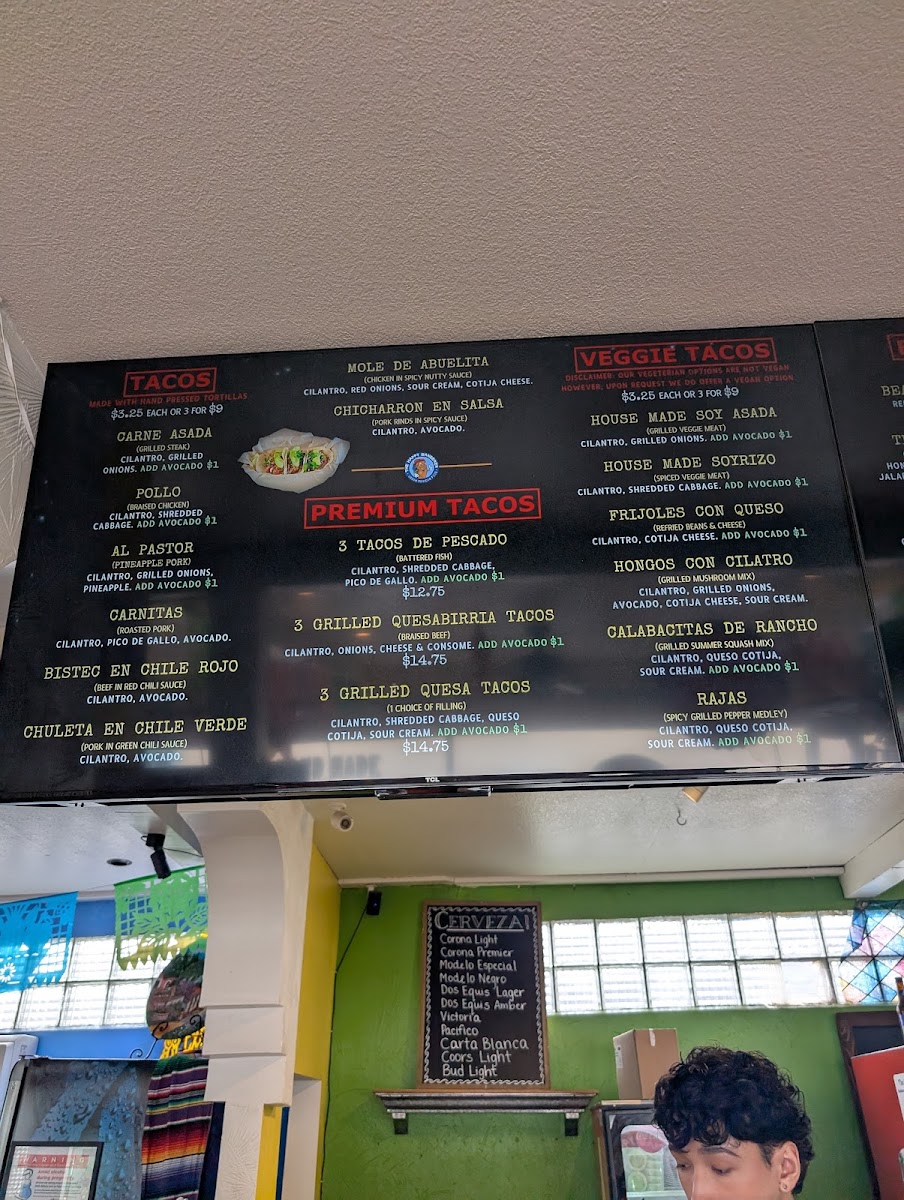 TACOS
MADE WITH HAND PRESSED TORTILLAS
$3.25 EACH OR 3 FOR $9
CARNE ASADA
(GRILLED STEAK)
CILANTRO, GRILLED
ONIONS. ADD AVOCADO $1
POLLO
(BRAISED CHICKEN)
CILANTRO, SHREDDED
CABBAGE. ADD AVOCADO $1
AL PASTOR
(PINEAPPLE PORK)
CILANTRO, GRILLED ONIONS,
PINEAPPLE. ADD AVOCADO $1
CARNITAS
(ROASTED PORK)
CILANTRO, PICO DE GALLO, AVOCADO.
BISTEC EN CHILE ROJO
(BEEF IN RED CHILI SAUCE)
CILANTRO, AVOCADO.
CHULETA EN CHILE VERDE
(PORK IN GREEN CHILI SAUCE)
CILANTRO, AVOCADO.
MOLE DE ABUELITA
(CHICKEN IN SPICY NUTTY SAUCE)
CILANTRO, RED ONIONS, SOUR CREAM, COTIJA CHEESE.
CHICHARRON EN SALSA
(PORK RINDS IN SPICY SAUCE)
CILANTRO, AVOCADO.
PREMIUM TACOS
3 TACOS DE PESCADO
(BATTERED FISH)
CILANTRO, SHREDDED CABBAGE,
PICO DE GALLO. ADD AVOCADO $1
$12.75
3 GRILLED QUESABIRRIA TACOS
(BRAISED BEEF)
CILANTRO, ONIONS, CHEESE & CONSOME. ADD AVOCADO $1
$14.75
3 GRILLED QUESA TACOS
(1 CHOICE OF FILLING)
CILANTRO, SHREDDED CABBAGE, QUESO
COTIJA, SOUR CREAM. ADD AVOCADO $1
$14.75
VEGGIE TACOS
DISCLAIMER: OUR VEGETERIAN OPTIONS ARE NOT VEGAN
HOWEVER, UPON REQUEST WE DO OFFER A VEGAN OPTION
$3.25 EACH OR 3 FOR $9
HOUSE MADE SOY ASADA
(GRILLED VEGGIE MEAT)
CILANTRO, GRILLED ONIONS. ADD AVOCADO $1
HOUSE MADE SOYRIZO
(SPICED VEGGIE MEAT)
CILANTRO, SHREDDED CABBAGE. ADD AVOCADO $1
FRIJOLES CON QUESO
(REFRIED BEANS & CHEESE)
CILANTRO, COTIJA CHEESE. ADD AVOCADO $1
HONGOS CON CILATRO
(GRILLED MUSHROOM MIX)
CILANTRO, GRILLED ONIONS,
AVOCADO, COTIJA CHEESE, SOUR CREAM.
CALABACITAS DE RANCHO
(GRILLED SUMMER SQUASH MIX)
CILANTRO, QUESO COTIJA,
SOUR CREAM. ADD AVOCADO $1
RAJAS
(SPICY GRILLED PEPPER MEDLEY)
CILANTRO, QUESO COTIJA,
SOUR CREAM. ADD AVOCADO $1
TCL
CERVEZA!
Corona Light
Corona Premier
Modelo Especial
Modelo Negro
Dos Equis Lager
Dos Equis Amber
Victoria
Pacifico
Carta Blanca
Coors Light
Bud Light
WARNING